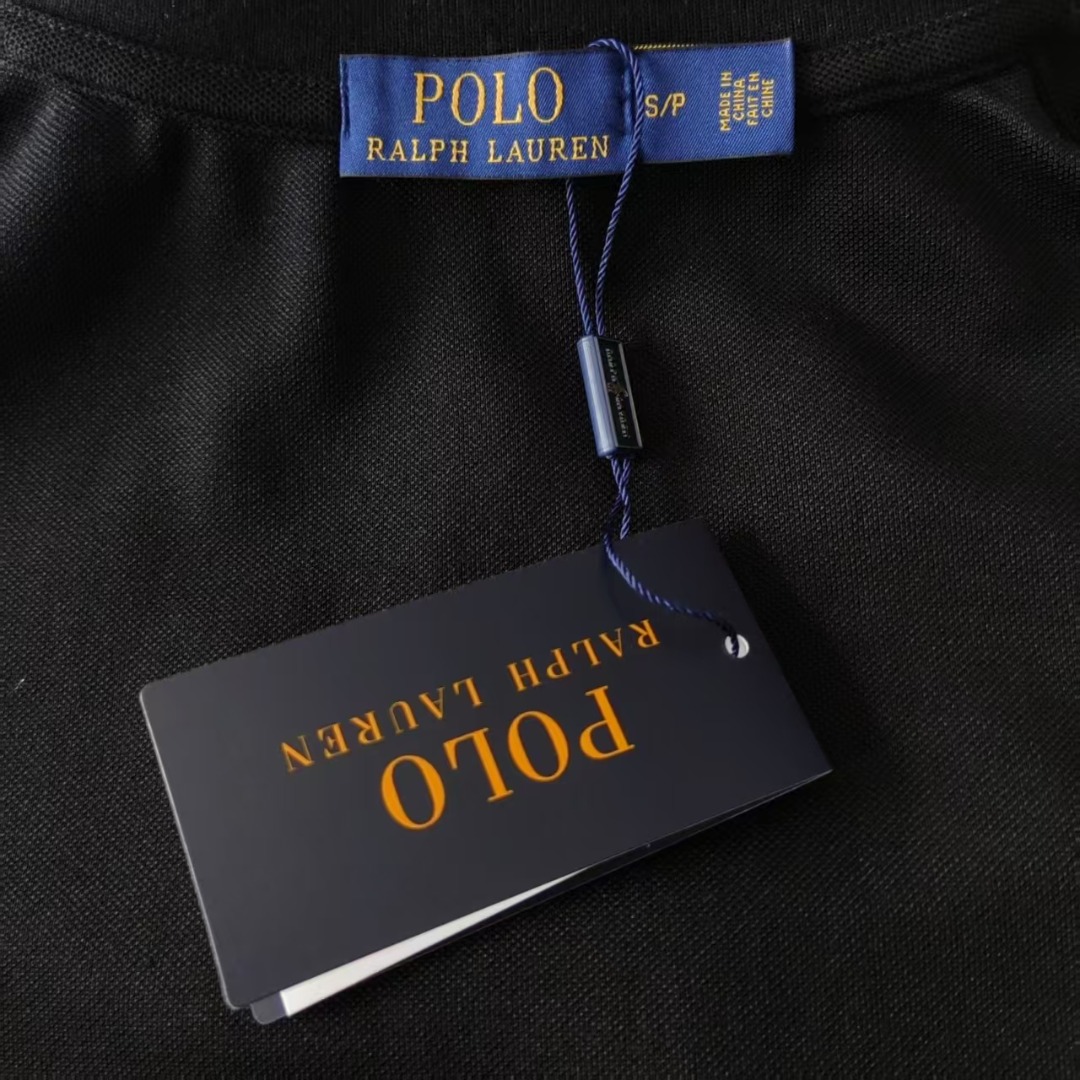 POLO
RALPH LAUREN
S/P
MADE IN
CHINA
FAIT EN
CHINE
POLO
RALPH LAUREN